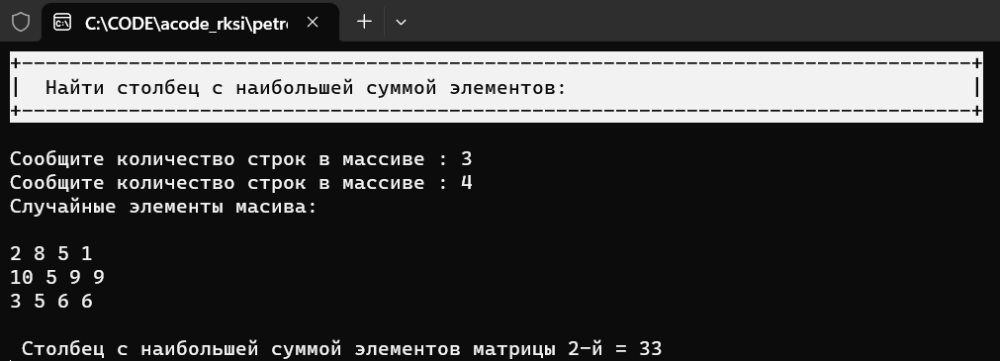 C:\CODE\acode_rksi\petr
Найти столбец с наибольшей суммой элементов:
Сообщите количество строк в массиве : 3
Сообщите количество строк в массиве : 4
Случайные элементы масива:
2 8 5 1
10 5 9 9
3 5 6 6
Столбец с наибольшей суммой элементов матрицы 2-й = 33